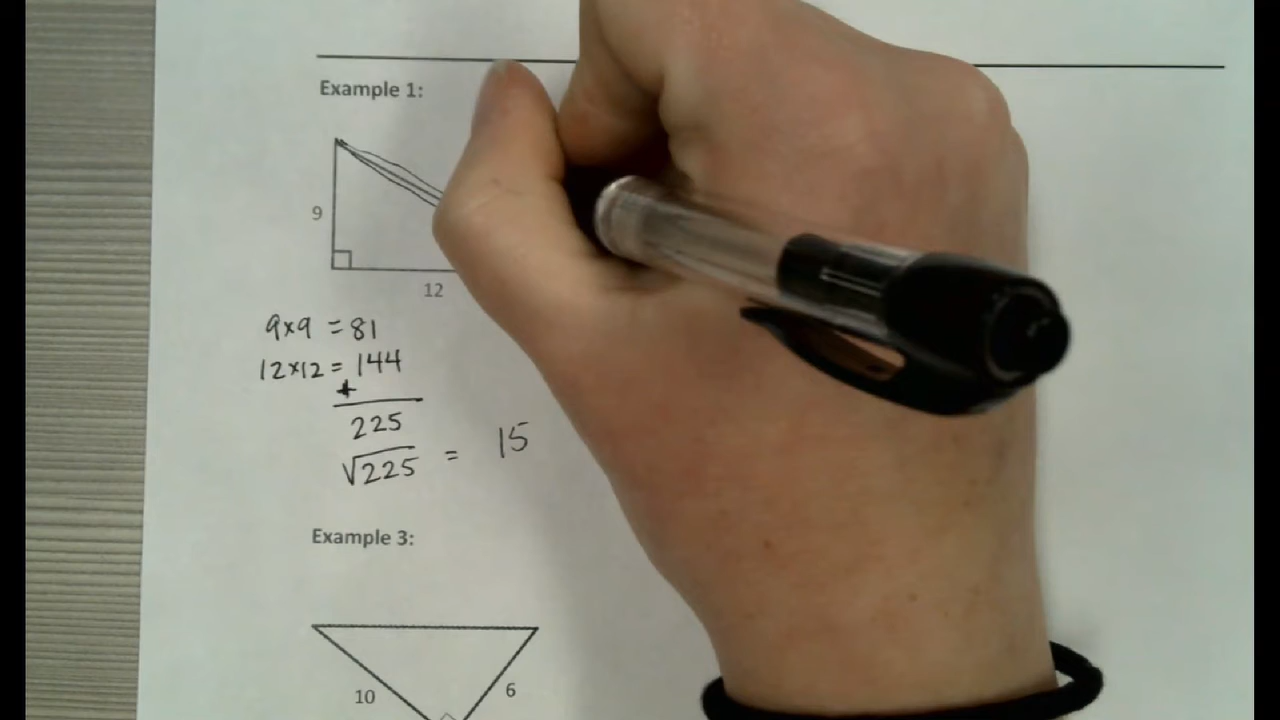 Example 1:
9
12
9x9 = 81
12x12 = 144
+
225
√225 = 15
Example 3:
10
6